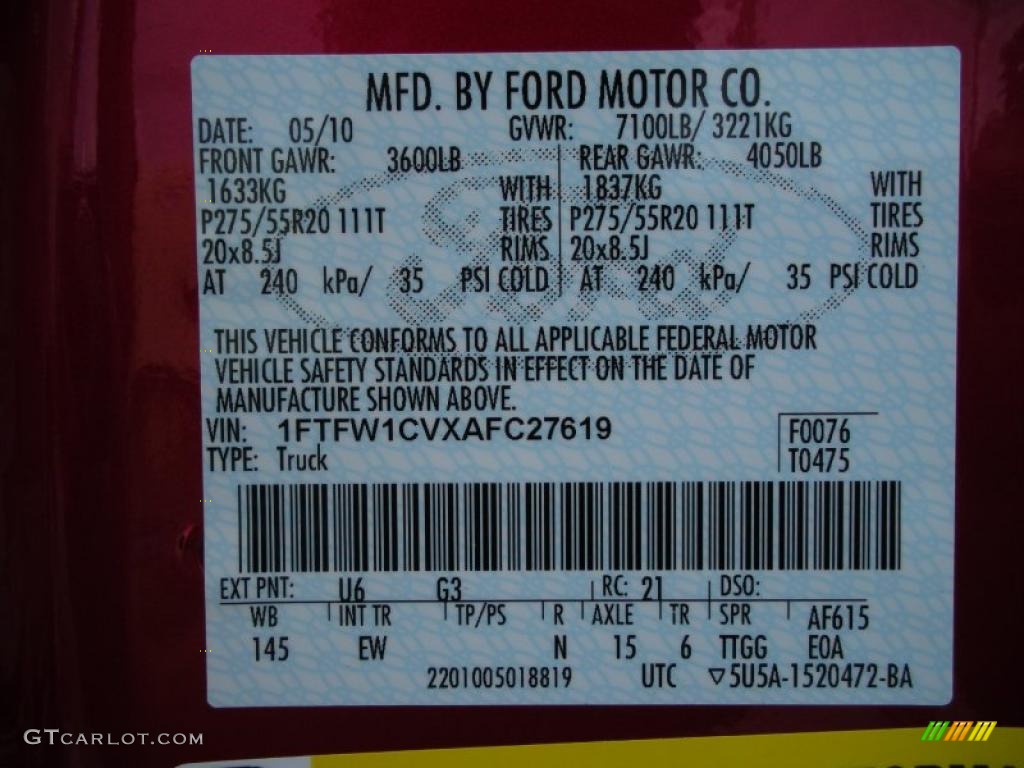 MFD. BY FORD MOTOR CO.
DATE: 05/10 GVWR: 7100LB/ 3221KG
FRONT GAWR: 3600LB REAR GAWR: 4050LB
1633KG WITH 1837KG WITH
P275/55R20 111T TIRES P275/55R20 111T TIRES
20x8.5J RIMS 20x8.5J RIMS
AT 240 kPa/ 35 PSI COLD AT 240 kPa/ 35 PSI COLD
Ford
THIS VEHICLE CONFORMS TO ALL APPLICABLE FEDERAL MOTOR
VEHICLE SAFETY STANDARDS IN EFFECT ON THE DATE OF
MANUFACTURE SHOWN ABOVE.
VIN: 1FTFW1CVXAFC27619 F0076
TYPE: Truck T0475
EXT PNT: U6 G3 RC: 21 DSO:
WB INT TR TP/PS R AXLE TR SPR AF615
145 EW N 15 6 TTGG E0A
2201005018819 UTC ▽5U5A-1520472-BA
GTCARLOT.COM